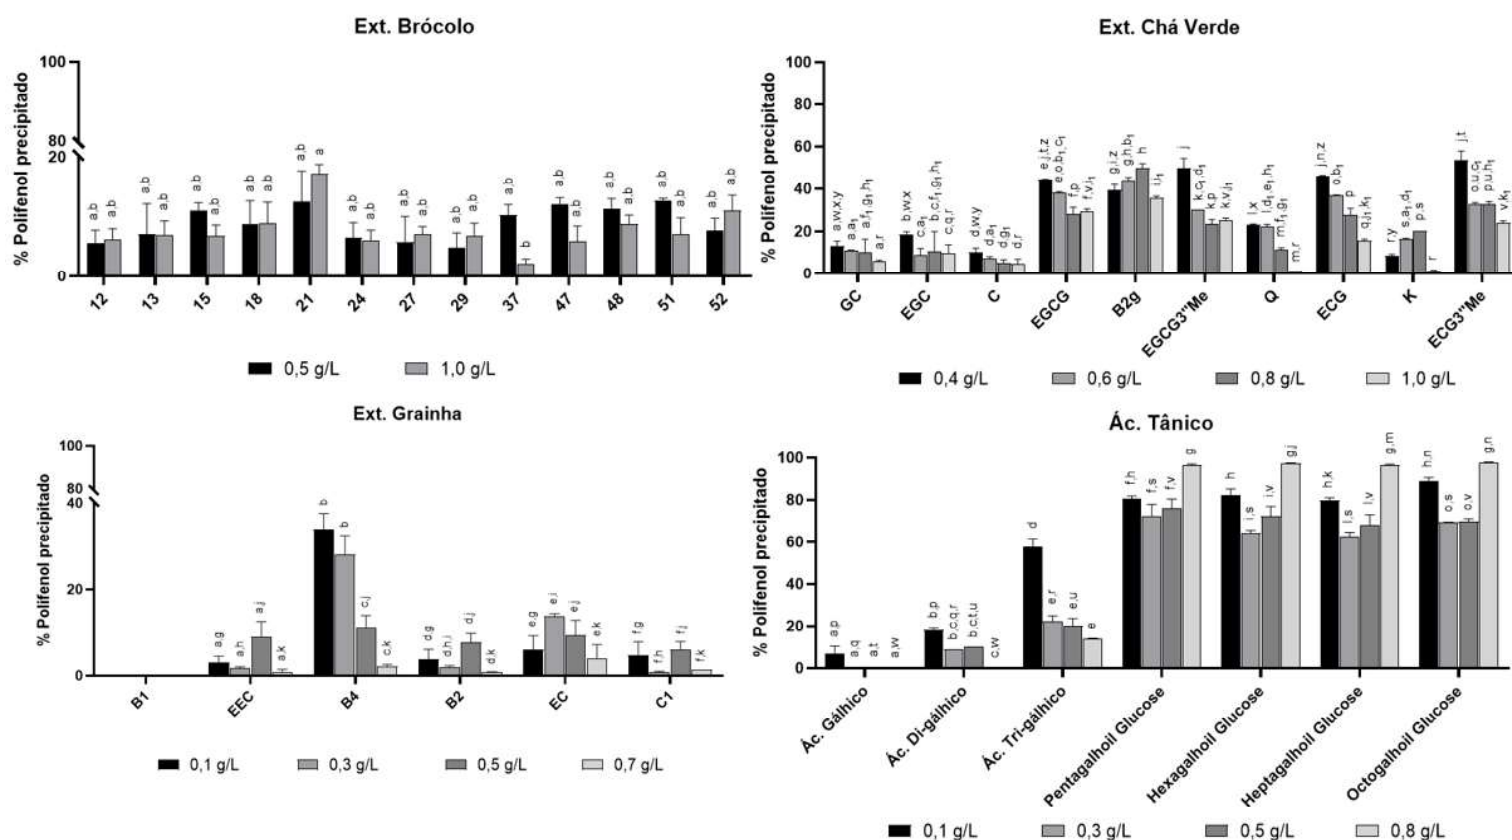 Ext. Brócolo
% Polifenol precipitado
100
80
20
0
a,b a,b a,b a,b a,b a,b a,b a,b a,b a a,b a,b a,b a,b a,b a,b a,b b a,b a,b a,b a,b a,b a,b a,b a,b
12 13 15 18 21 24 27 29 37 47 48 51 52
0,5 g/L 1,0 g/L
Ext. Chá Verde
% Polifenol precipitado
100
80
60
40
20
0
GC EGC C EGCG B2g EGCG3"Me Q ECG K ECG3"Me
0,4 g/L 0,6 g/L 0,8 g/L 1,0 g/L
Ext. Grainha
% Polifenol precipitado
100
80
40
20
0
a,g a,h a,j a,k b b c,j c,k d,g d,h,i d,j d,k e,g e,i e,j e,k f,g f,h f,j f,k
B1 EEC B4 B2 EC C1
0,1 g/L 0,3 g/L 0,5 g/L 0,7 g/L
Ác. Tânico
% Polifenol precipitado
100
80
60
40
20
0
a,p a,q a,t a,w b,p b,c,q,r b,c,t,u c,w d e,r e,u e f,h f,s f,v g h i,s i,v g,j h,k l,s l,v g,m h,n o,s o,v g,n
Ác. Gálhico Ác. Di-gálhico Ác. Tri-gálhico Pentagalhoil Glucose Hexagalhoil Glucose Heptagalhoil Glucose Octogalhoil Glucose
0,1 g/L 0,3 g/L 0,5 g/L 0,8 g/L